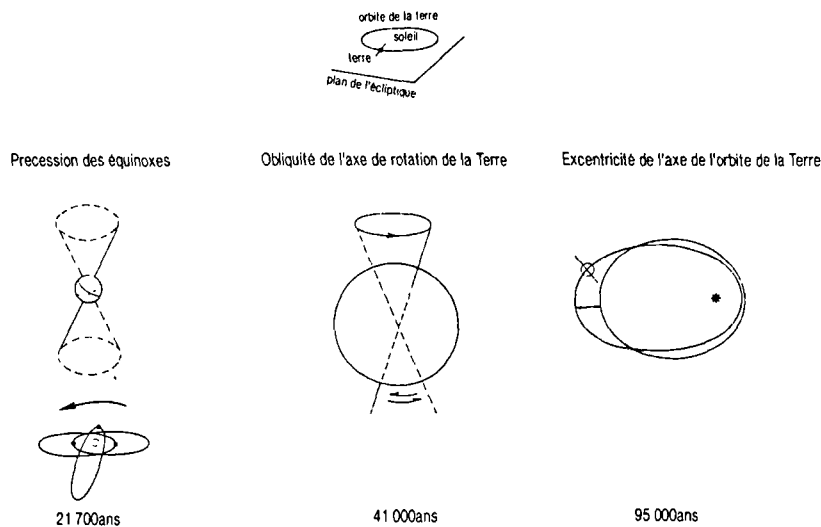 orbite de la terre
soleil
terre
plan de l'écliptique
Precession des équinoxes
Obliquité de l'axe de rotation de la Terre
Excentricité de l'axe de l'orbite de la Terre
21 700ans
41 000ans
95 000ans